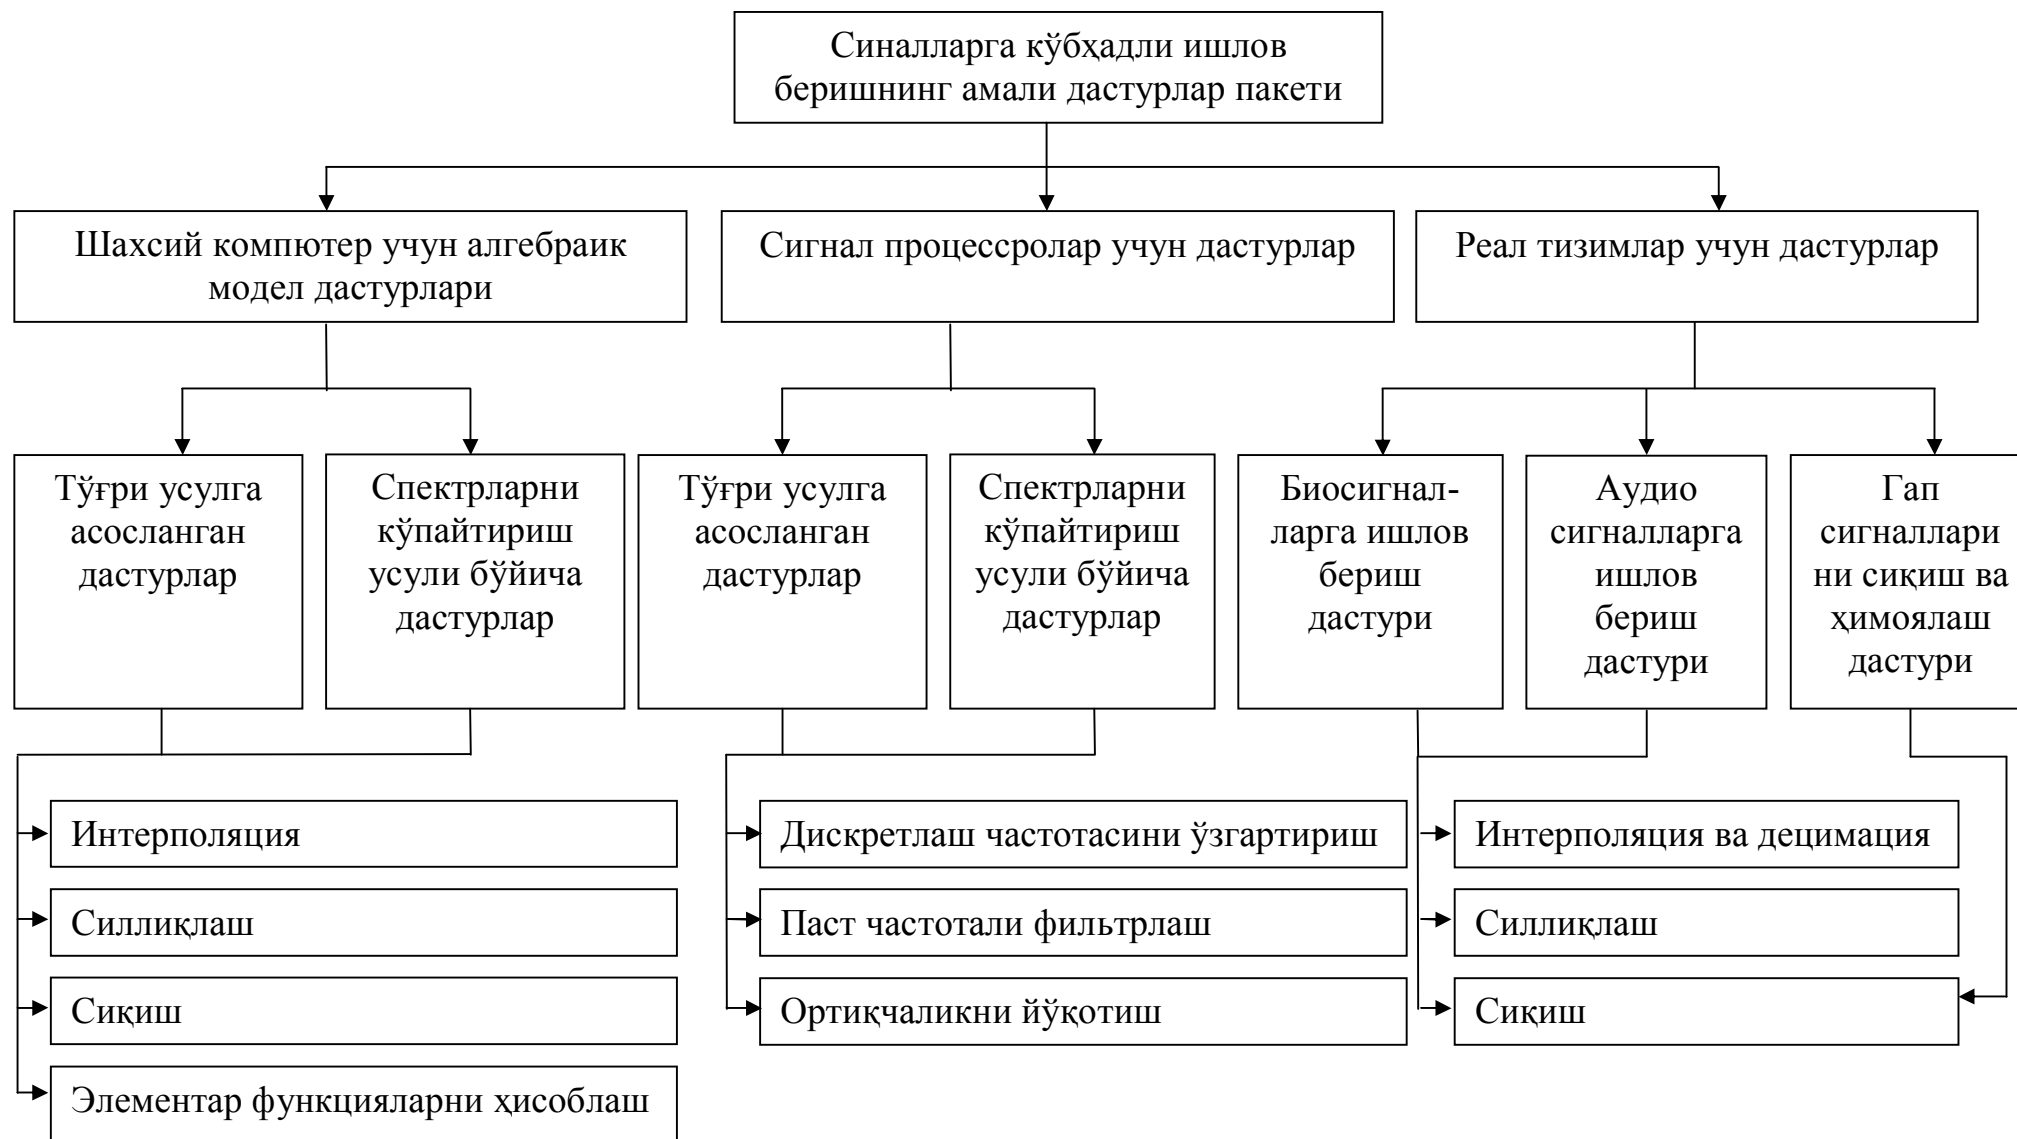 Синалларга кўбҳадли ишлов
беришнинг амали дастурлар пакети
Шахсий компютер учун алгебраик
модел дастурлари
Сигнал процессролар учун дастурлар
Реал тизимлар учун дастурлар
Тўғри усулга
асосланган
дастурлар
Спектрларни
кўпайтириш
усули бўйича
дастурлар
Тўғри усулга
асосланган
дастурлар
Спектрларни
кўпайтириш
усули бўйича
дастурлар
Биосигнал-
ларга ишлов
бериш
дастури
Аудио
сигналларга
ишлов
бериш
дастури
Гап
сигналлари
ни сиқиш ва
ҳимоялаш
дастури
Интерполяция
Силлиқлаш
Сиқиш
Элементар функцияларни ҳисоблаш
Дискретлаш частотасини ўзгартириш
Паст частотали фильтрлаш
Ортиқчаликни йўқотиш
Интерполяция ва децимация
Силлиқлаш
Сиқиш